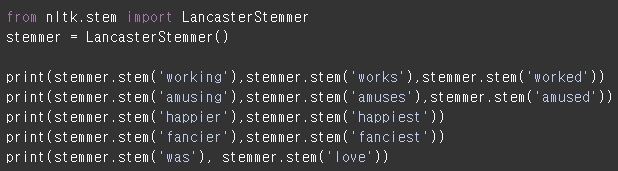 from nltk.stem import LancasterStemmer
stemmer = LancasterStemmer()
print(stemmer.stem('working'),stemmer.stem('works'),stemmer.stem('worked'))
print(stemmer.stem('amusing'),stemmer.stem('amuses'),stemmer.stem('amused'))
print(stemmer.stem('happier'),stemmer.stem('happiest'))
print(stemmer.stem('fancier'),stemmer.stem('fanciest'))
print(stemmer.stem('was'), stemmer.stem('love'))